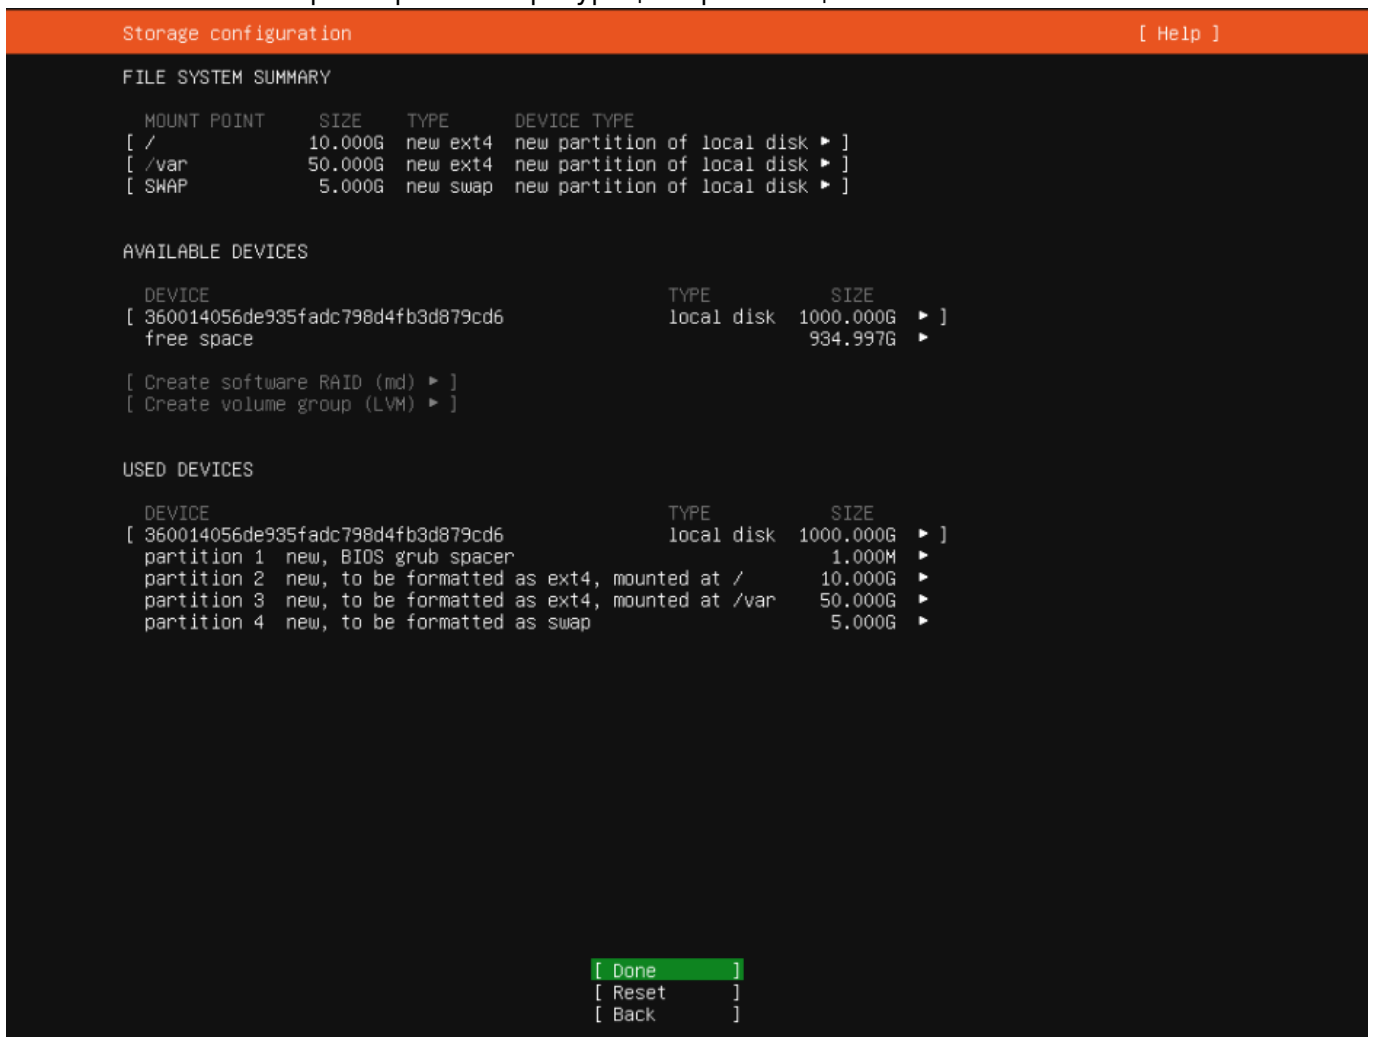 Storage configuration [ Help ]
FILE SYSTEM SUMMARY
MOUNT POINT SIZE TYPE DEVICE TYPE
[ / 10.000G new ext4 new partition of local disk ▸ ]
[ /var 50.000G new ext4 new partition of local disk ▸ ]
[ SWAP 5.000G new swap new partition of local disk ▸ ]
AVAILABLE DEVICES
DEVICE TYPE SIZE
[ 360014056de935fadc798d4fb3d879cd6 local disk 1000.000G ▸ ]
free space 934.997G ▸
[ Create software RAID (md) ▸ ]
[ Create volume group (LVM) ▸ ]
USED DEVICES
DEVICE TYPE SIZE
[ 360014056de935fadc798d4fb3d879cd6 local disk 1000.000G ▸ ]
partition 1 new, BIOS grub spacer 1.000M ▸
partition 2 new, to be formatted as ext4, mounted at / 10.000G ▸
partition 3 new, to be formatted as ext4, mounted at /var 50.000G ▸
partition 4 new, to be formatted as swap 5.000G ▸
[ Done ]
[ Reset ]
[ Back ]